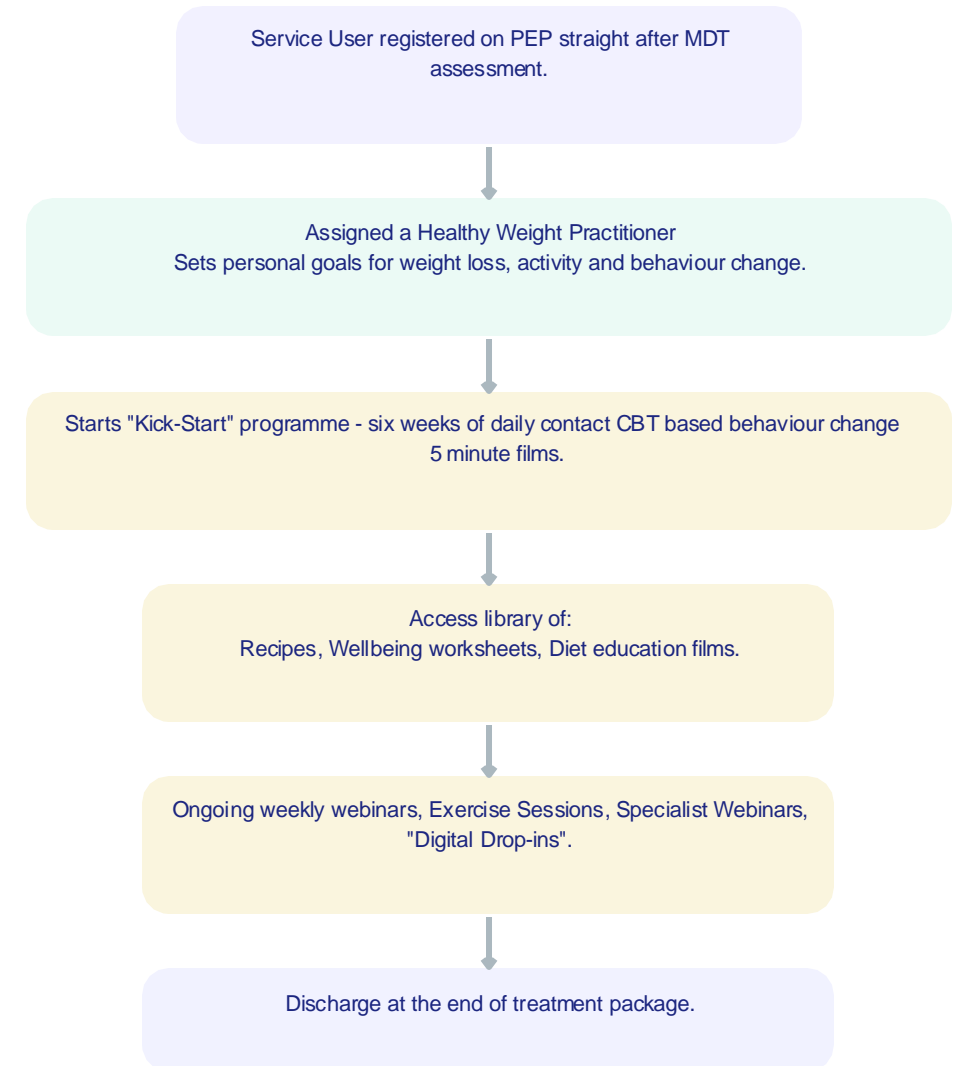 Service User registered on PEP straight after MDT
assessment.
Assigned a Healthy Weight Practitioner
Sets personal goals for weight loss, activity and behaviour change.
Starts "Kick-Start" programme - six weeks of daily contact CBT based behaviour change
5 minute films.
Access library of:
Recipes, Wellbeing worksheets, Diet education films.
Ongoing weekly webinars, Exercise Sessions, Specialist Webinars,
"Digital Drop-ins".
Discharge at the end of treatment package.